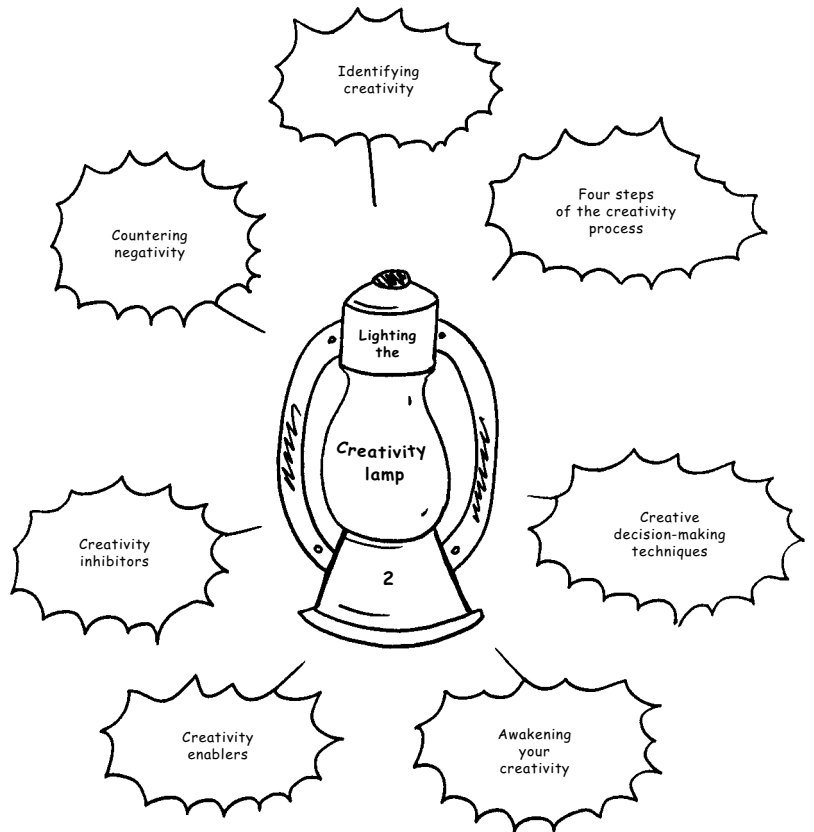 Identifying
creativity
Four steps
of the creativity
process
Countering
negativity
Lighting
the
Creativity
lamp
Creativity
inhibitors
Creative
decision-making
techniques
2
Creativity
enablers
Awakening
your
creativity